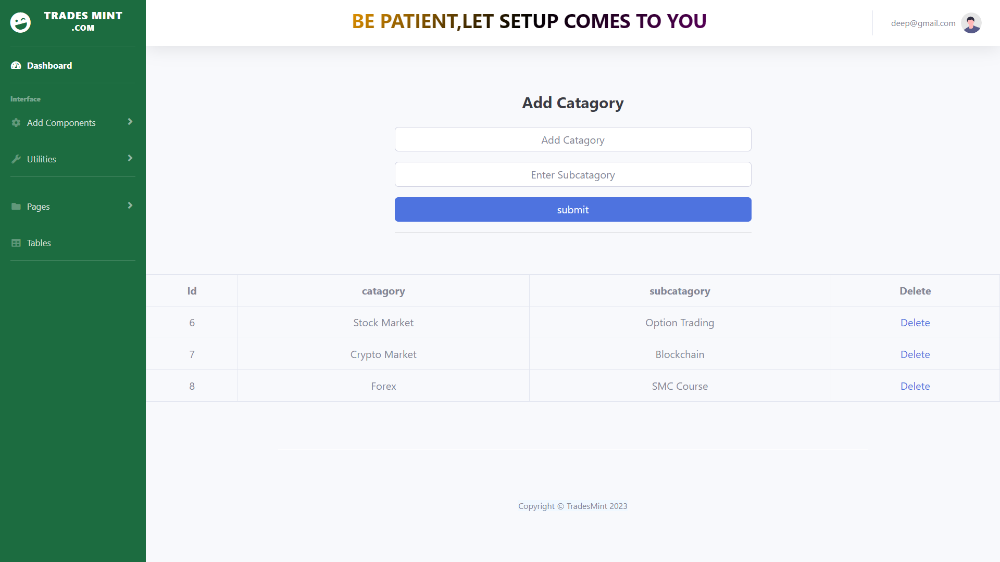 TRADES MINT
.COM
BE PATIENT,LET SETUP COMES TO YOU
deep@gmail.com
Dashboard
Interface
Add Components
Utilities
Pages
Tables
Add Catagory
Add Catagory
Enter Subcatagory
submit
Id catagory subcatagory Delete
6 Stock Market Option Trading Delete
7 Crypto Market Blockchain Delete
8 Forex SMC Course Delete
Copyright © TradesMint 2023